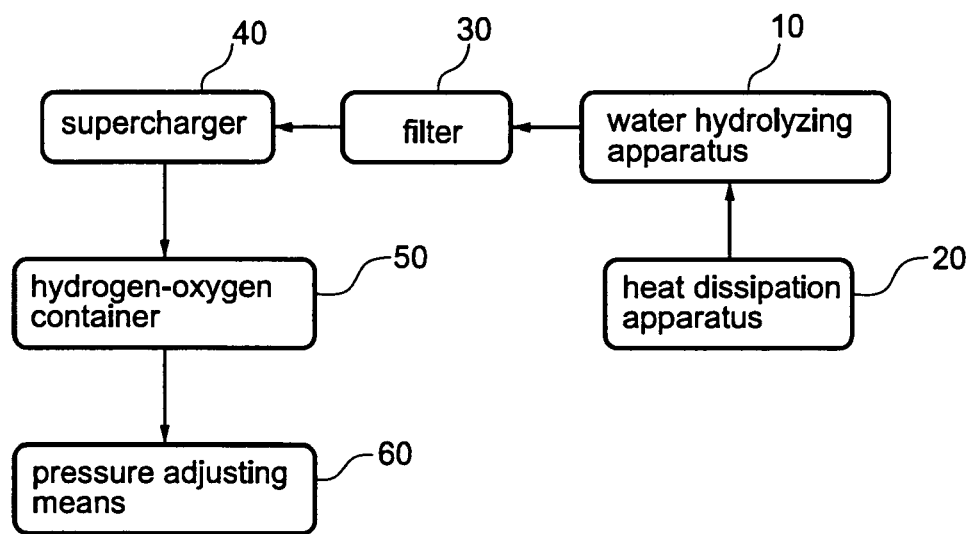 40
30
10
supercharger
filter
water hydrolyzing
apparatus
50
20
hydrogen-oxygen
container
heat dissipation
apparatus
60
pressure adjusting
means